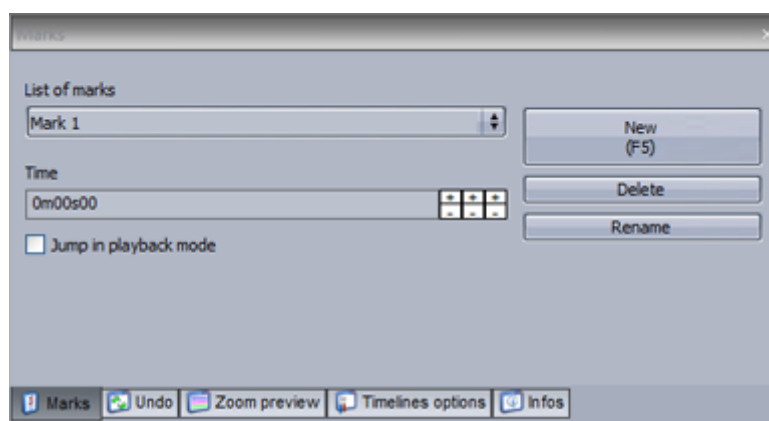 Marks
List of marks
Mark 1
New
(F5)
Time
Delete
0m00s00
+ + +
- - -
Rename
Jump in playback mode
Marks Undo Zoom preview Timelines options Infos